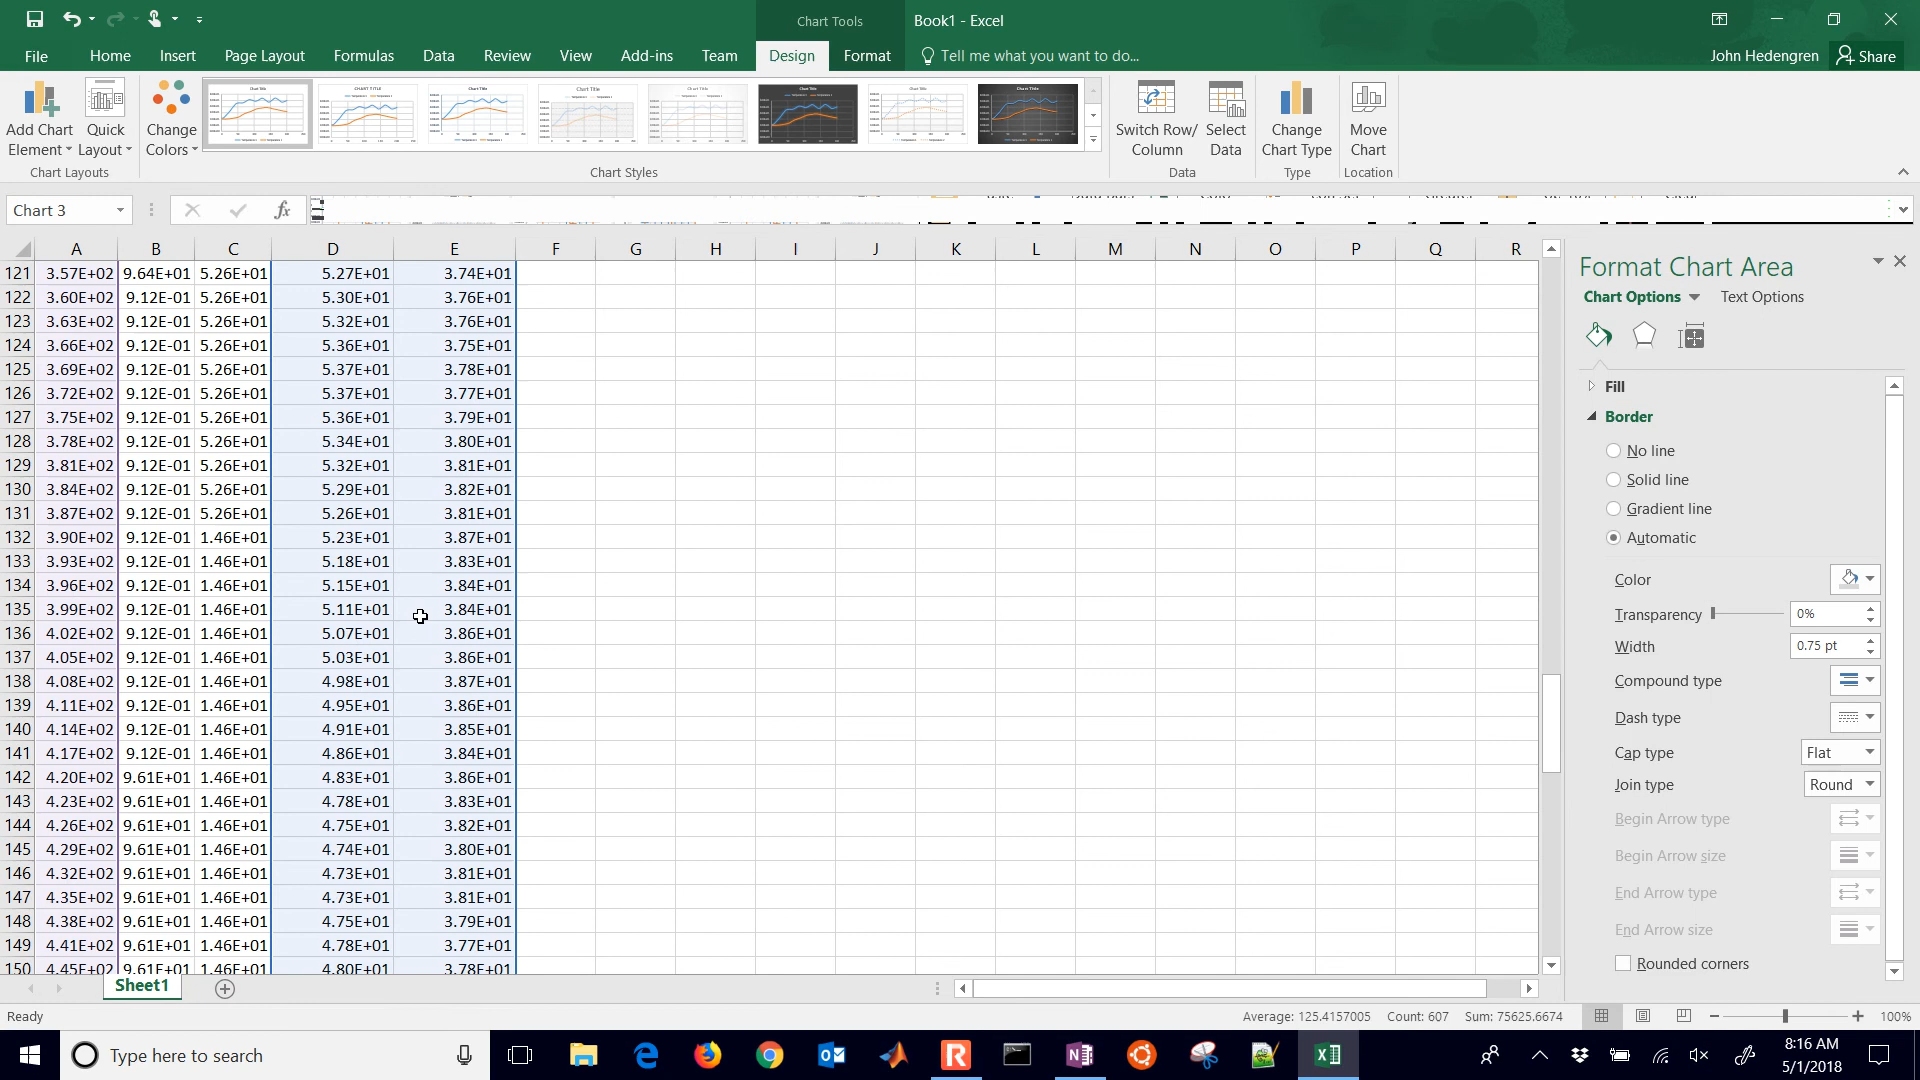 Chart Tools
Book1 - Excel
File
Home
Insert
Page Layout
Formulas
Data
Review
View
Add-ins
Team
Design
Format
Tell me what you want to do...
John Hedengren
Share
Add Chart Element
Quick Layout
Change Colors
Switch Row/ Column
Select Data
Change Chart Type
Move Chart
Chart Layouts
Chart Styles
Data
Type
Location
Chart 3
fx
A B C D E F G H I J K L M N O P Q R
121 3.57E+02 9.64E+01 5.26E+01 5.27E+01 3.74E+01
122 3.60E+02 9.12E-01 5.26E+01 5.30E+01 3.76E+01
123 3.63E+02 9.12E-01 5.26E+01 5.32E+01 3.76E+01
124 3.66E+02 9.12E-01 5.26E+01 5.36E+01 3.75E+01
125 3.69E+02 9.12E-01 5.26E+01 5.37E+01 3.78E+01
126 3.72E+02 9.12E-01 5.26E+01 5.37E+01 3.77E+01
127 3.75E+02 9.12E-01 5.26E+01 5.36E+01 3.79E+01
128 3.78E+02 9.12E-01 5.26E+01 5.34E+01 3.80E+01
129 3.81E+02 9.12E-01 5.26E+01 5.32E+01 3.81E+01
130 3.84E+02 9.12E-01 5.26E+01 5.29E+01 3.82E+01
131 3.87E+02 9.12E-01 5.26E+01 5.26E+01 3.81E+01
132 3.90E+02 9.12E-01 1.46E+01 5.23E+01 3.87E+01
133 3.93E+02 9.12E-01 1.46E+01 5.18E+01 3.83E+01
134 3.96E+02 9.12E-01 1.46E+01 5.15E+01 3.84E+01
135 3.99E+02 9.12E-01 1.46E+01 5.11E+01 3.84E+01
136 4.02E+02 9.12E-01 1.46E+01 5.07E+01 3.86E+01
137 4.05E+02 9.12E-01 1.46E+01 5.03E+01 3.86E+01
138 4.08E+02 9.12E-01 1.46E+01 4.98E+01 3.87E+01
139 4.11E+02 9.12E-01 1.46E+01 4.95E+01 3.86E+01
140 4.14E+02 9.12E-01 1.46E+01 4.91E+01 3.85E+01
141 4.17E+02 9.12E-01 1.46E+01 4.86E+01 3.84E+01
142 4.20E+02 9.61E+01 1.46E+01 4.83E+01 3.86E+01
143 4.23E+02 9.61E+01 1.46E+01 4.78E+01 3.83E+01
144 4.26E+02 9.61E+01 1.46E+01 4.75E+01 3.82E+01
145 4.29E+02 9.61E+01 1.46E+01 4.74E+01 3.80E+01
146 4.32E+02 9.61E+01 1.46E+01 4.73E+01 3.81E+01
147 4.35E+02 9.61E+01 1.46E+01 4.73E+01 3.81E+01
148 4.38E+02 9.61E+01 1.46E+01 4.75E+01 3.79E+01
149 4.41E+02 9.61E+01 1.46E+01 4.78E+01 3.77E+01
150 4.45E+02 9.61E+01 1.46E+01 4.80E+01 3.78E+01
Format Chart Area
Chart Options
Text Options
Fill
Border
No line
Solid line
Gradient line
Automatic
Color
Transparency 0%
Width 0.75 pt
Compound type
Dash type
Cap type Flat
Join type Round
Begin Arrow type
Begin Arrow size
End Arrow type
End Arrow size
Rounded corners
Sheet1
Ready
Average: 125.4157005 Count: 607 Sum: 75625.6674
100%
Type here to search
8:16 AM
5/1/2018